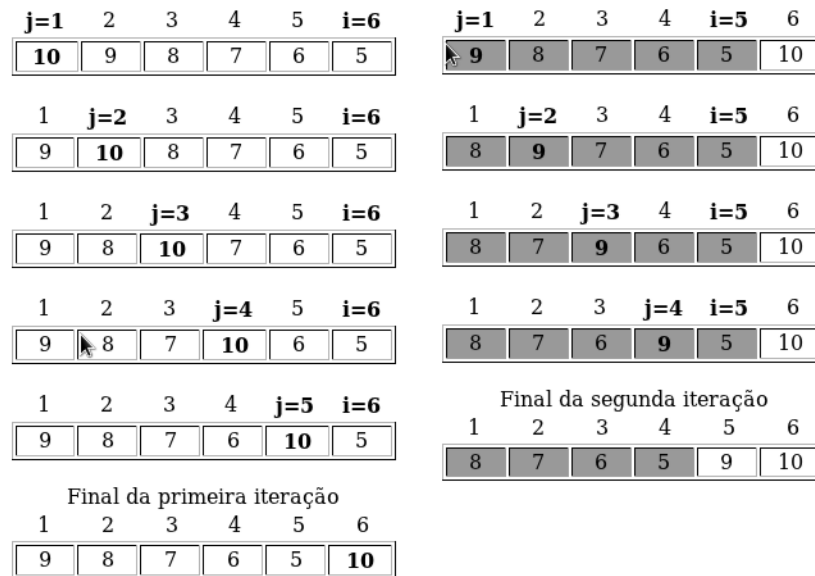 j=1 2 3 4 5 i=6
10 9 8 7 6 5
1 j=2 3 4 5 i=6
9 10 8 7 6 5
1 2 j=3 4 5 i=6
9 8 10 7 6 5
1 2 3 j=4 5 i=6
9 8 7 10 6 5
1 2 3 4 j=5 i=6
9 8 7 6 10 5
Final da primeira iteração
1 2 3 4 5 6
9 8 7 6 5 10
j=1 2 3 4 i=5 6
9 8 7 6 5 10
1 j=2 3 4 i=5 6
8 9 7 6 5 10
1 2 j=3 4 i=5 6
8 7 9 6 5 10
1 2 3 j=4 i=5 6
8 7 6 9 5 10
Final da segunda iteração
1 2 3 4 5 6
8 7 6 5 9 10